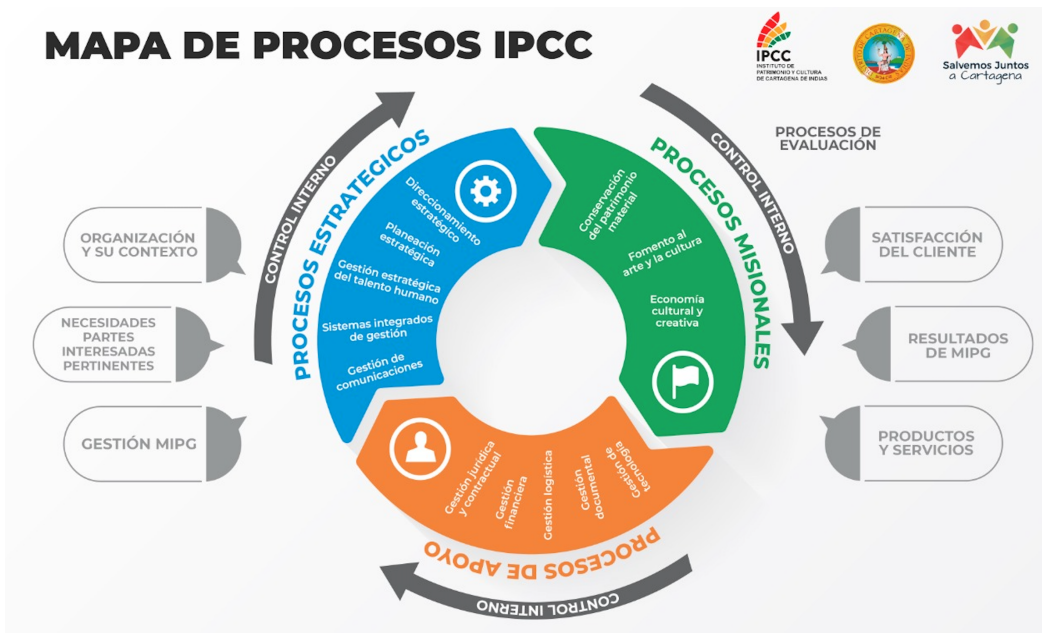 MAPA DE PROCESOS IPCC
IPCC
INSTITUTO DE
PATRIMONIO Y CULTURA
DE CARTAGENA DE INDIAS
Salvemos Juntos
a Cartagena
PROCESOS DE
EVALUACIÓN
CONTROL INTERNO
PROCESOS ESTRATEGICOS
Direccionamiento
estratégico
Planeación
estratégica
Gestión estratégica
del talento humano
Sistemas integrados
de gestión
Gestión de
comunicaciones
CONTROL INTERNO
PROCESOS MISIONALES
Conservación
del patrimonio
material
Fomento al
arte y la cultura
Economía
cultural y
creativa
ORGANIZACIÓN
Y SU CONTEXTO
NECESIDADES
PARTES
INTERESADAS
PERTINENTES
GESTIÓN MIPG
SATISFACCIÓN
DEL CLIENTE
RESULTADOS
DE MIPG
PRODUCTOS
Y SERVICIOS
Gestión jurídica
y contractual
Gestión
financiera
Gestión logística
Gestión
documental
Gestión de
tecnología
PROCESOS DE APOYO
CONTROL INTERNO